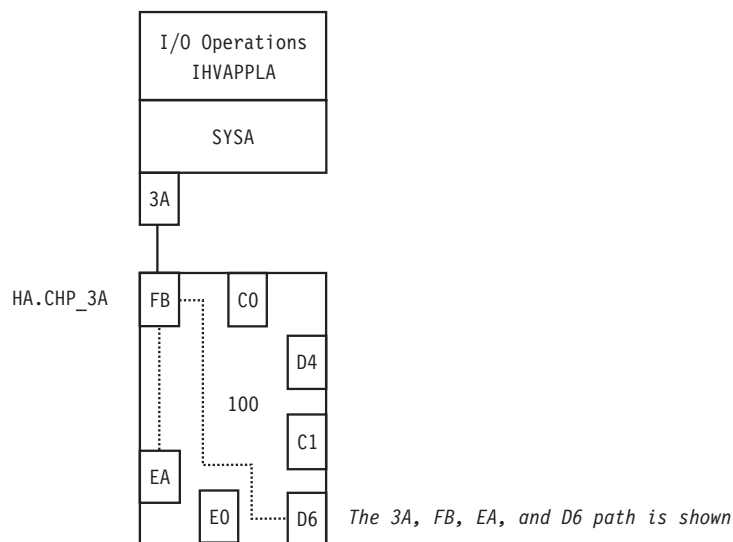 I/O Operations
IHVAPPLA
SYSA
3A
HA.CHP_3A
FB
C0
D4
100
C1
EA
E0
D6
The 3A, FB, EA, and D6 path is shown